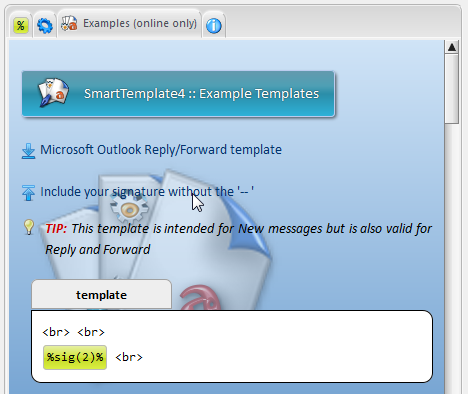 % Examples (online only) i
SmartTemplate4 :: Example Templates
Microsoft Outlook Reply/Forward template
Include your signature without the '-- '
TIP: This template is intended for New messages but is also valid for
Reply and Forward
template
<br> <br>
%sig(2)% <br>